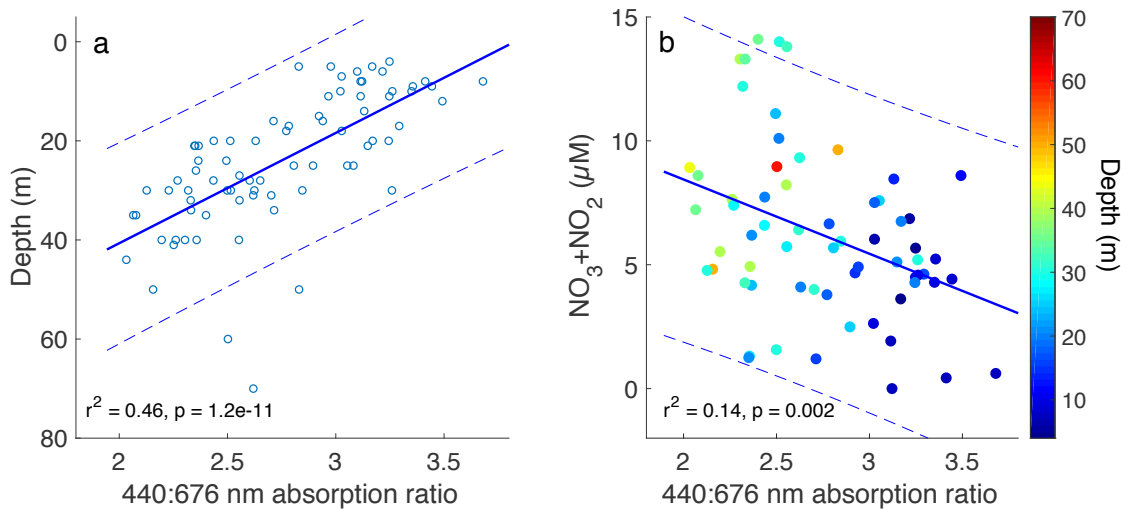 a
0
20
40
60
80
Depth (m)
r² = 0.46, p = 1.2e-11
2
2.5
3
3.5
440:676 nm absorption ratio
b
15
10
5
0
NO₃+NO₂ (µM)
r² = 0.14, p = 0.002
2
2.5
3
3.5
440:676 nm absorption ratio
70
60
50
40
30
20
10
Depth (m)